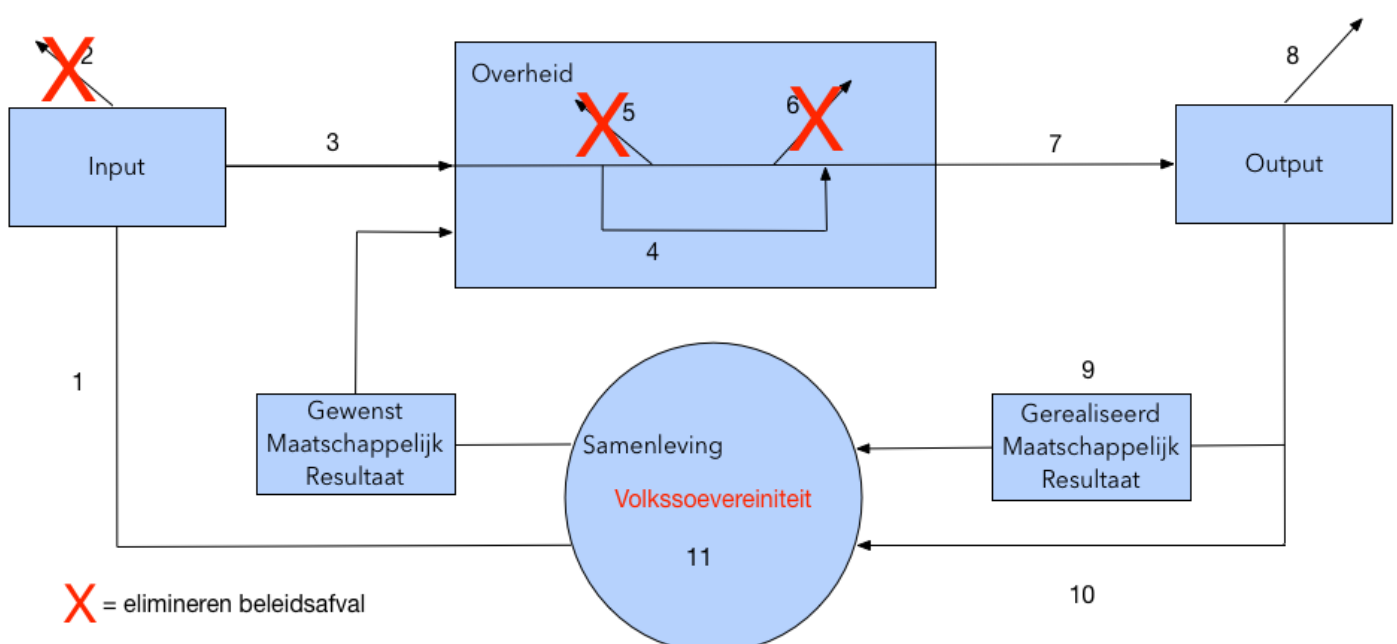 2
8
Overheid
5
6
3
7
Input
Output
4
1
9
Gewenst
Maatschappelijk
Resultaat
Gerealiseerd
Maatschappelijk
Resultaat
Samenleving
Volkssoevereiniteit
11
10
X = elimineren beleidsafval